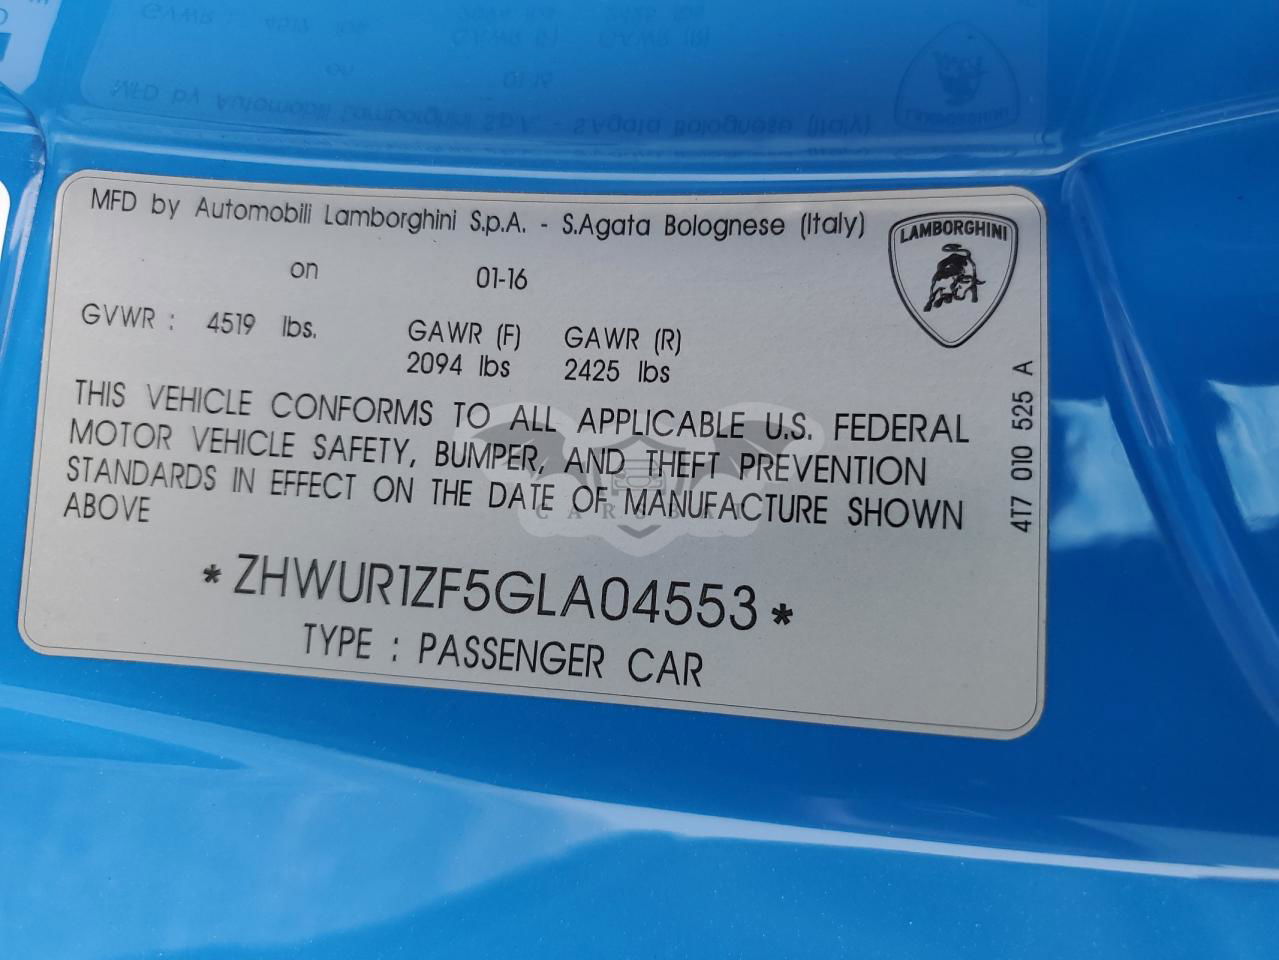 MFD by Automobili Lamborghini S.p.A. - S.Agata Bolognese (Italy)
LAMBORGHINI
on 01-16
GVWR : 4519 lbs. GAWR (F) GAWR (R)
2094 lbs 2425 lbs
THIS VEHICLE CONFORMS TO ALL APPLICABLE U.S. FEDERAL
MOTOR VEHICLE SAFETY, BUMPER, AND THEFT PREVENTION
STANDARDS IN EFFECT ON THE DATE OF MANUFACTURE SHOWN
ABOVE
* ZHWUR1ZF5GLA04553 *
TYPE : PASSENGER CAR
4T7 010 525 A